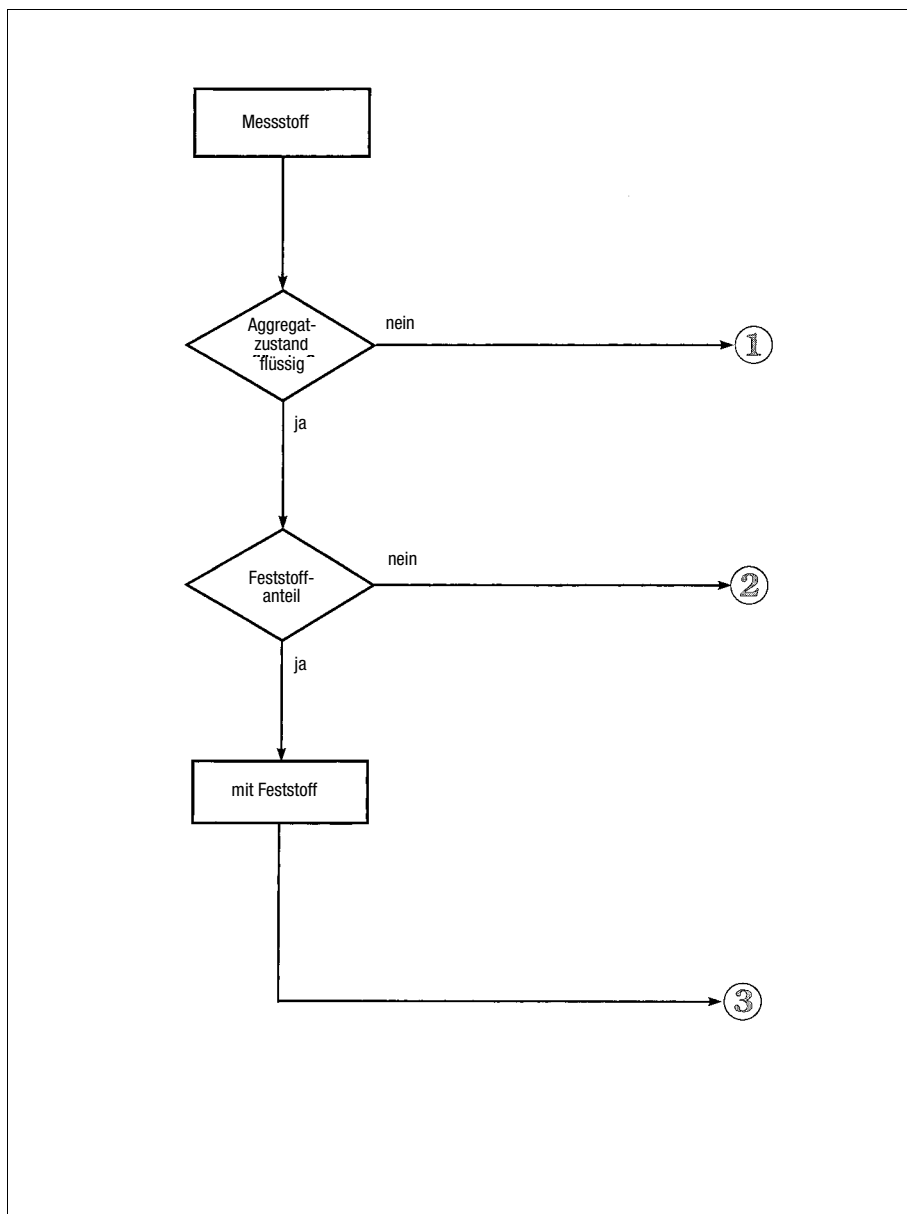 Messstoff
Aggregat-
zustand
"flüssig"
nein
1
ja
Feststoff-
anteil
nein
2
ja
mit Feststoff
3